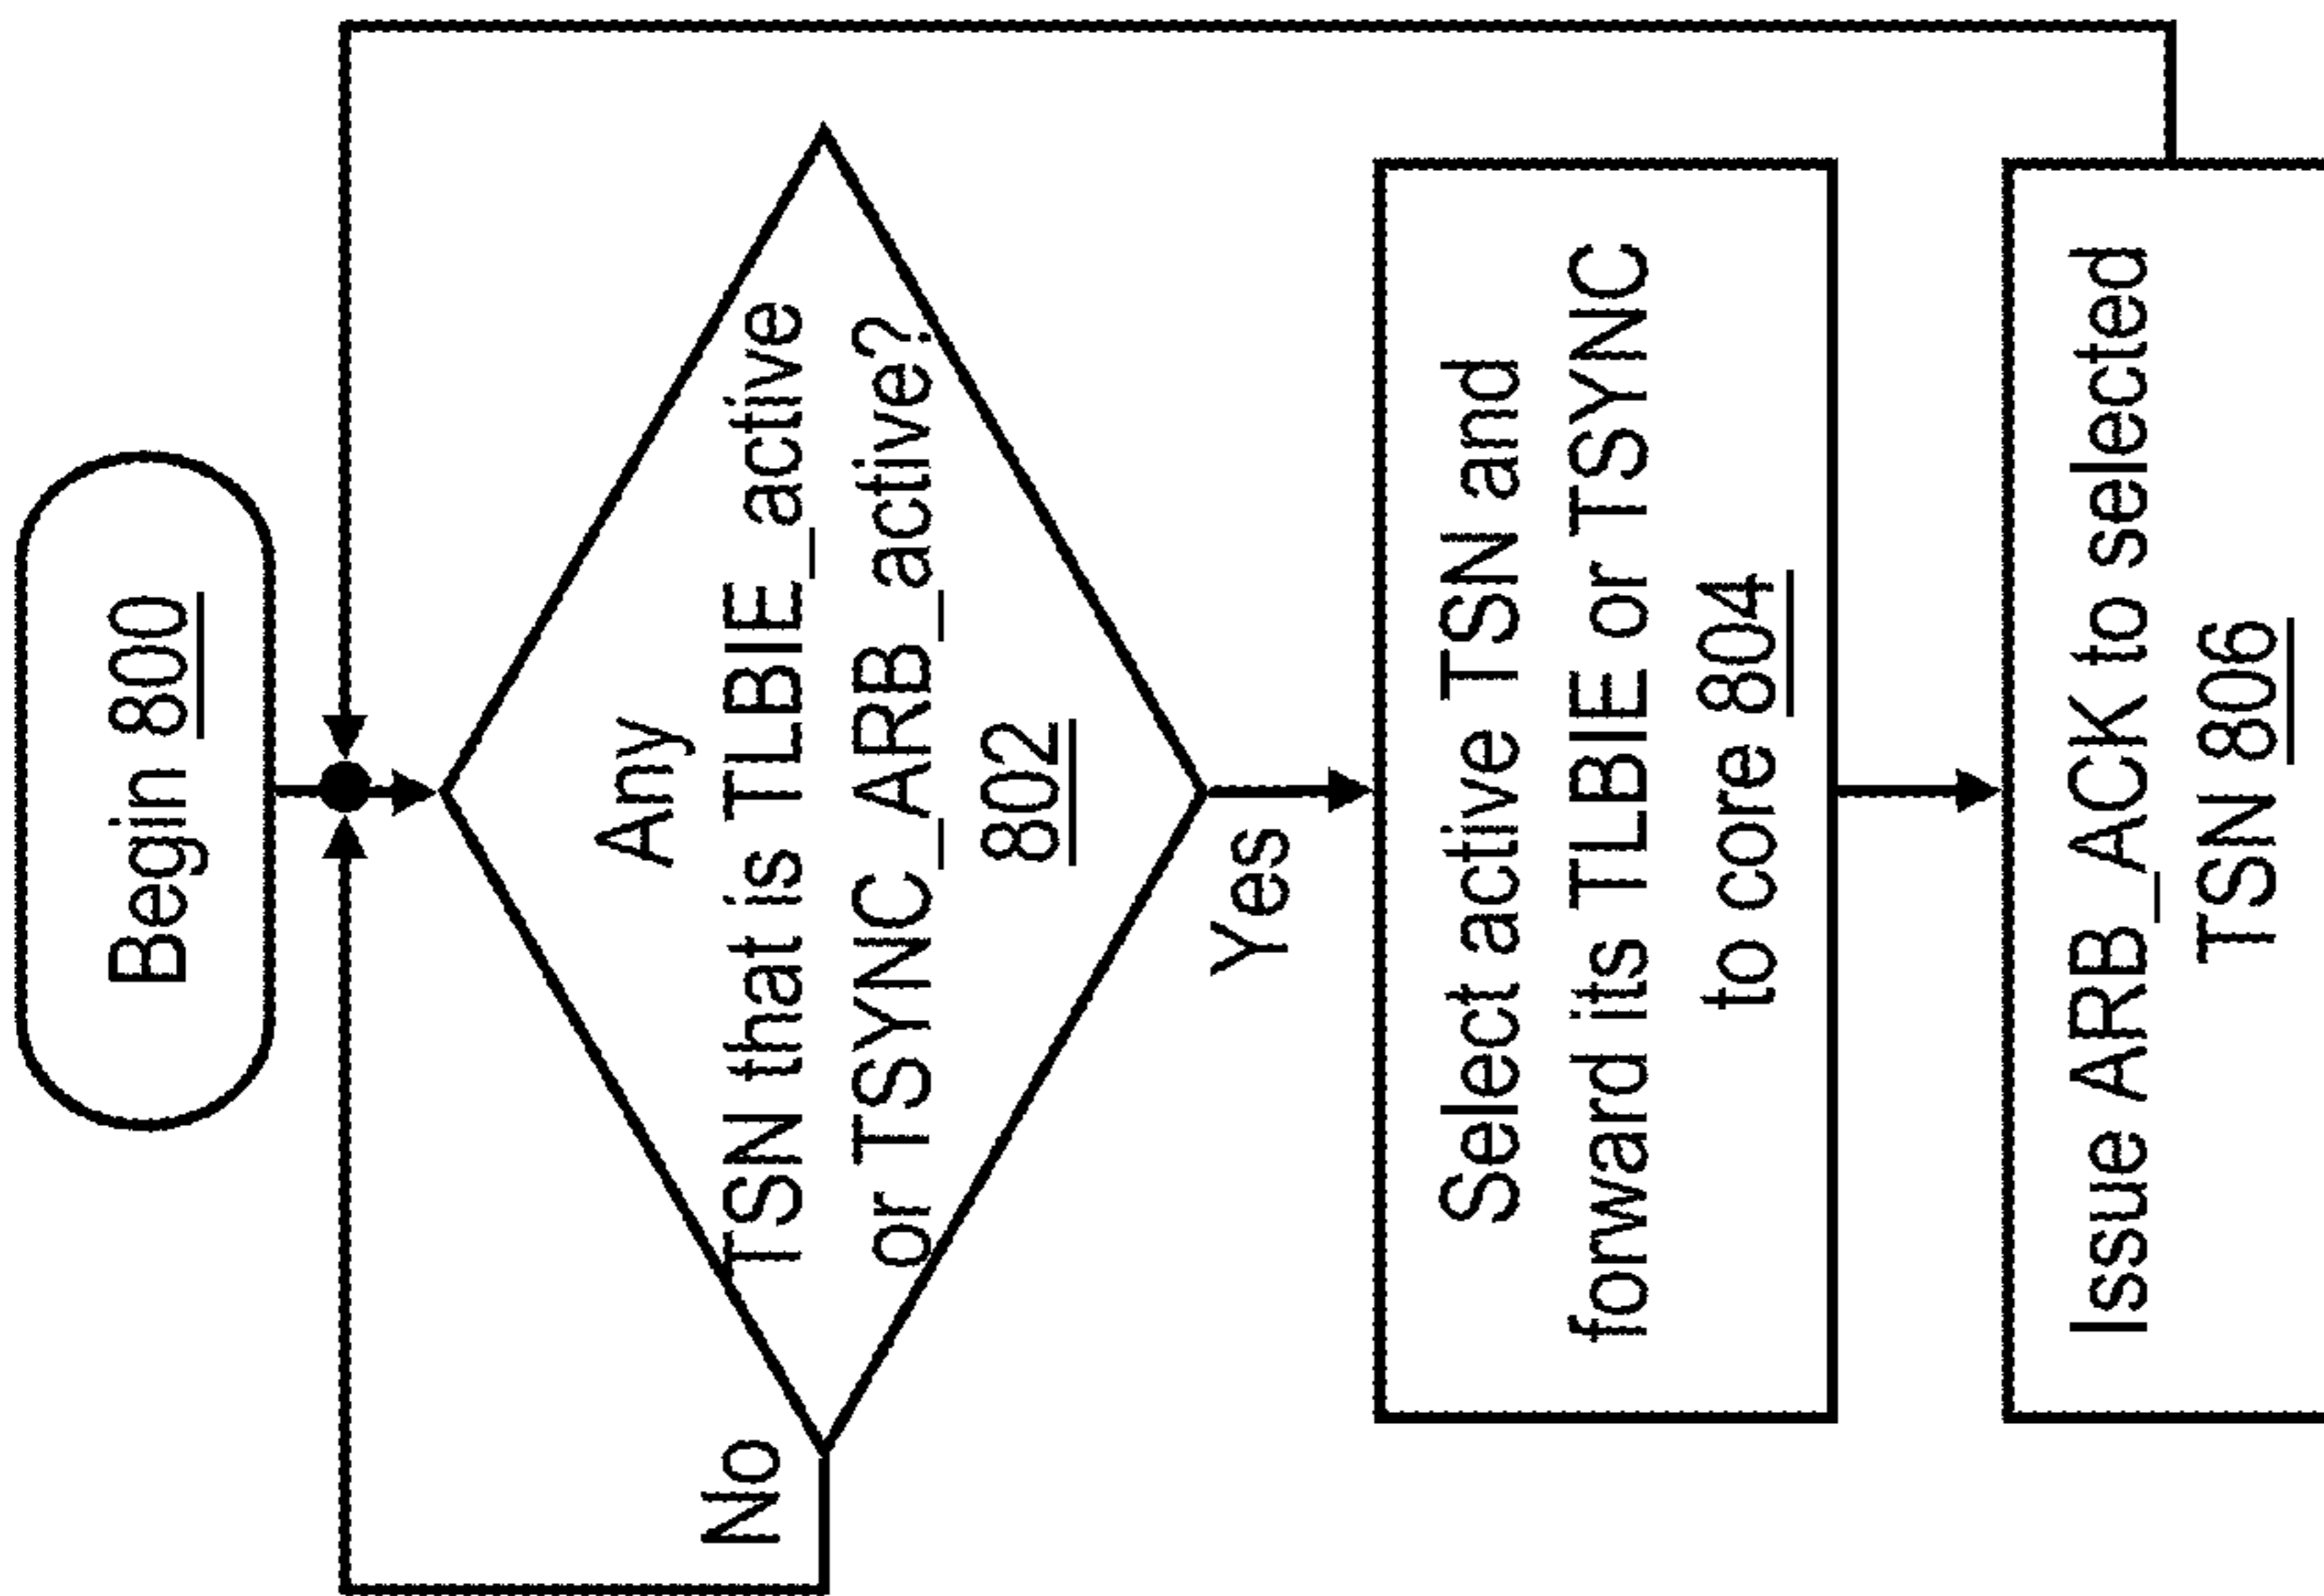 Begin 800
Any
TSN that is TLBIE_active
or TSYNC_ARB_active?
802
No
Yes
Select active TSN and
forward its TLBIE or TSYNC
to core 804
Issue ARB_ACK to selected
TSN 806